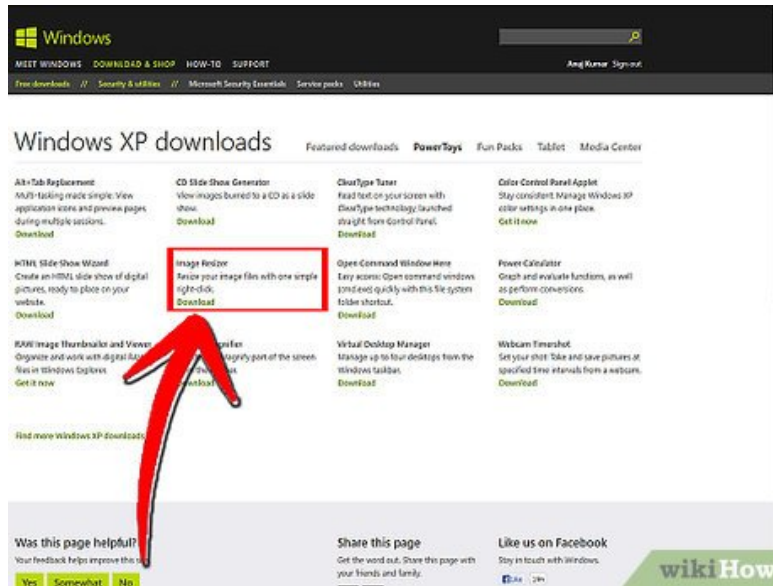 Windows
MEET WINDOWS DOWNLOAD & SHOP HOW-TO SUPPORT
Anuj Kumar Sign out
Free downloads // Security & utilities // Microsoft Security Essentials Service packs Utilities
Windows XP downloads
Featured downloads PowerToys Fun Packs Tablet Media Center
Alt+Tab Replacement
Multi-tasking made simple: View
application icons and preview pages
during multiple sessions.
Download
CD Slide Show Generator
View images burned to a CD as a slide
show.
Download
ClearType Tuner
Read text on your screen with
ClearType technology, launched
straight from Control Panel.
Download
Color Control Panel Applet
Stay consistent: Manage Windows XP
color settings in one place.
Get it now
HTML Slide Show Wizard
Create an HTML slide show of digital
pictures, ready to place on your
website.
Download
Image Resizer
Resize your image files with one simple
right-click.
Download
Open Command Window Here
Easy access: Open command windows
(cmd.exe) quickly with this file system
folder shortcut.
Download
Power Calculator
Graph and evaluate functions, as well
as perform conversions.
Download
RAW Image Thumbnailer and Viewer
Organize and work with digital RAW
files in Windows Explorer.
Get it now
agnify part of the screen
Virtual Desktop Manager
Manage up to four desktops from the
Windows taskbar.
Download
Webcam Timershot
Set your shot: Take and save pictures at
specified time intervals from a webcam.
Download
Find more Windows XP downloads
Was this page helpful?
Your feedback helps improve this
Yes Somewhat No
Share this page
Get the word out. Share this page with
your friends and family.
Like us on Facebook
Stay in touch with Windows.
Like
wikiHow